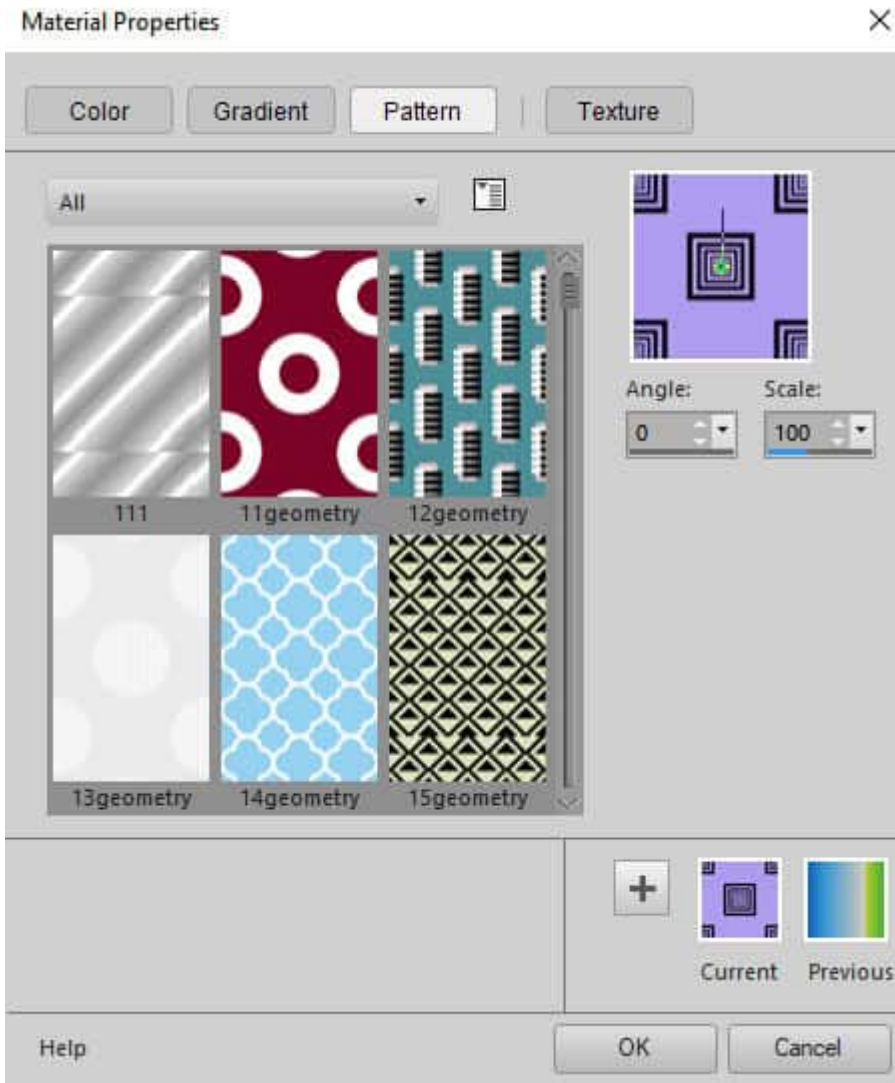 Material Properties
Color Gradient Pattern Texture
All
Angle: Scale:
0 100
111 11geometry 12geometry
13geometry 14geometry 15geometry
Current Previous
Help OK Cancel